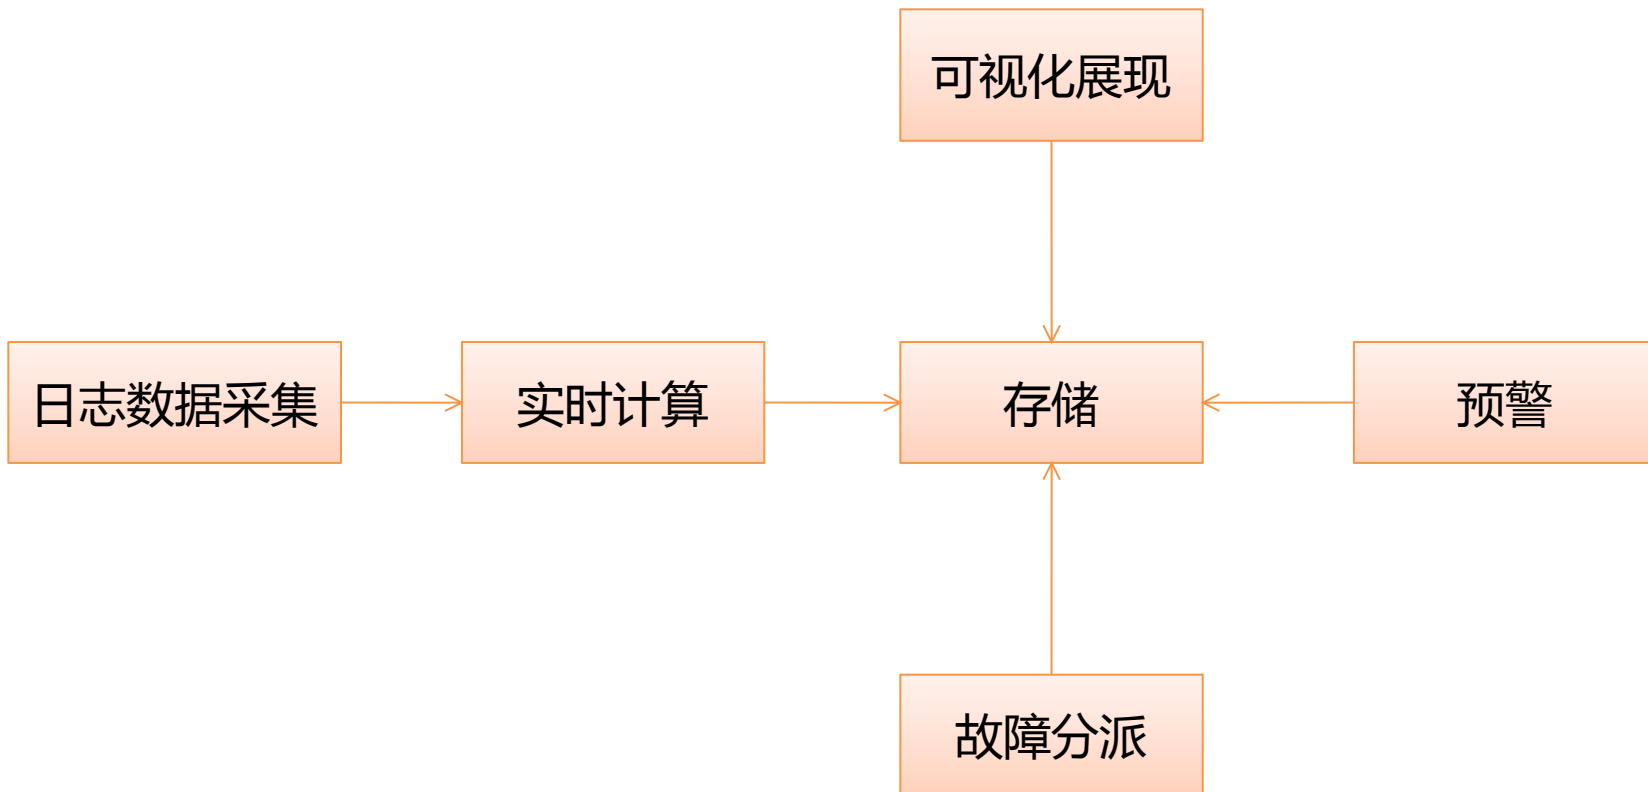 可视化展现
日志数据采集
实时计算
存储
预警
故障分派